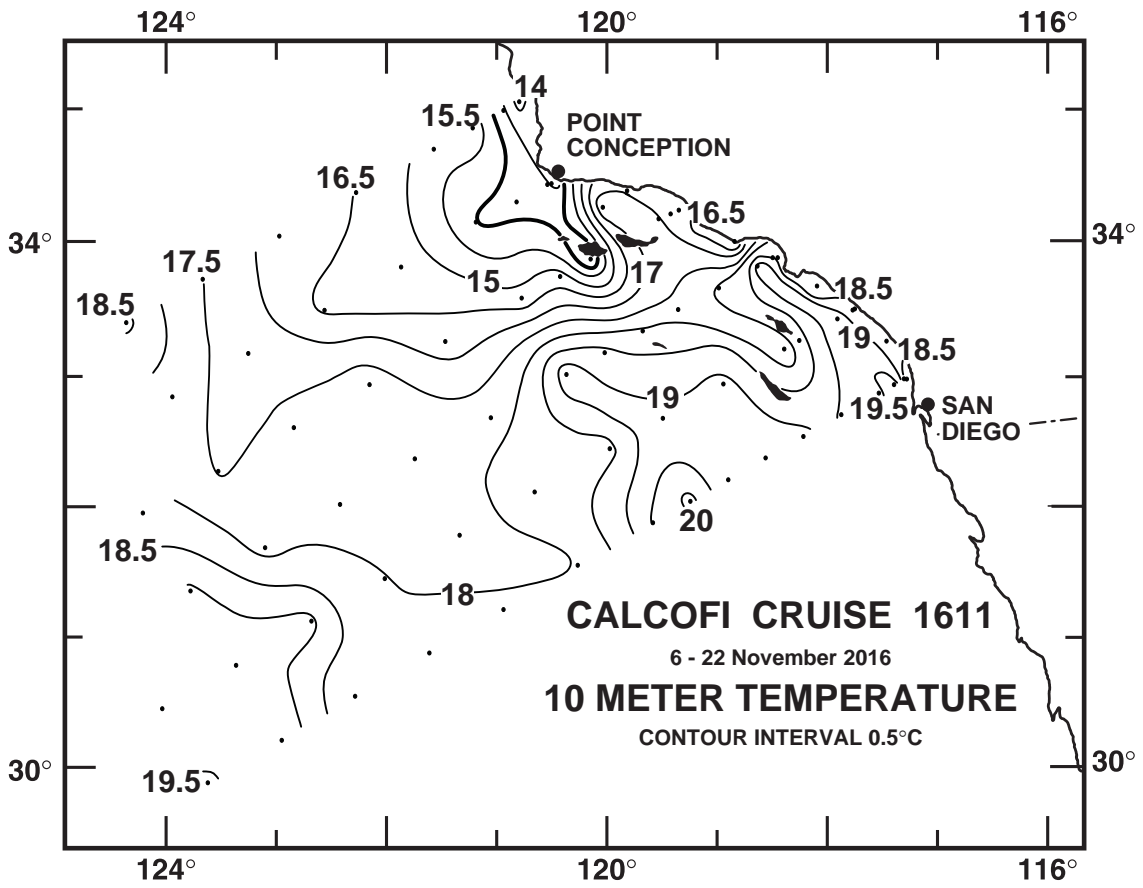 124° 120° 116°
14
15.5
POINT
CONCEPTION
16.5
16.5
34° 34°
17.5
15
17
18.5
18.5
19
18.5
19
19.5
SAN
DIEGO
20
18.5
18
CALCOFI CRUISE 1611
6 - 22 November 2016
10 METER TEMPERATURE
CONTOUR INTERVAL 0.5°C
30° 30°
19.5
124° 120° 116°